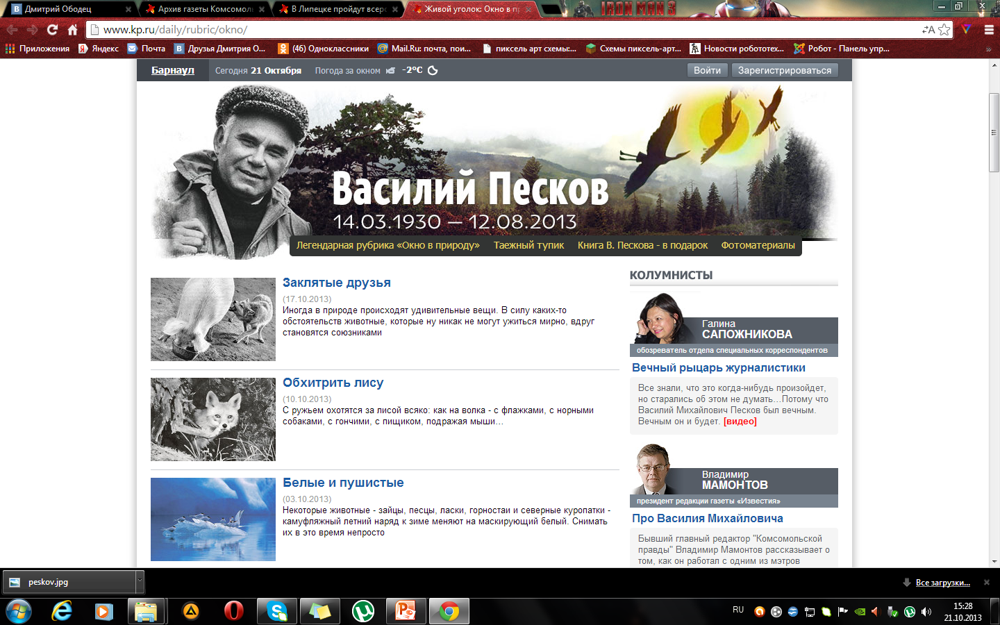 Дмитрий Ободец
Архив газеты Комсомоль
В Липецке пройдут всерс
Живой уголок: Окно в пр
IRON MAN 3
www.kp.ru/daily/rubric/okno/
Приложения
Яндекс
Почта
Друзья Дмитрия О...
(46) Одноклассники
Mail.Ru: почта, пои...
пиксель арт схемы:...
Схемы пиксель-арт...
Новости робототех...
Робот - Панель упр...
Барнаул
Сегодня 21 Октября
Погода за окном -2°C
Войти
Зарегистрироваться
Василий Песков
14.03.1930 — 12.08.2013
Легендарная рубрика «Окно в природу»
Таежный тупик
Книга В. Пескова - в подарок
Фотоматериалы
Заклятые друзья
(17.10.2013)
Иногда в природе происходят удивительные вещи. В силу каких-то
обстоятельств животные, которые ну никак не могут ужиться мирно, вдруг
становятся союзниками
Обхитрить лису
(10.10.2013)
С ружьем охотятся за лисой всяко: как на волка - с флажками, с норными
собаками, с гончими, с пищиком, подражая мыши...
Белые и пушистые
(03.10.2013)
Некоторые животные - зайцы, песцы, ласки, горностаи и северные куропатки -
камуфляжный летний наряд к зиме меняют на маскирующий белый. Снимать
их в это время непросто
КОЛУМНИСТЫ
Галина
САПОЖНИКОВА
обозреватель отдела специальных корреспондентов
Вечный рыцарь журналистики
Все знали, что это когда-нибудь произойдет,
но старались об этом не думать...Потому что
Василий Михайлович Песков был вечным.
Вечным он и будет. [видео]
Владимир
МАМОНТОВ
президент редакции газеты «Известия»
Про Василия Михайловича
Бывший главный редактор "Комсомольской
правды" Владимир Мамонтов рассказывает о
том, как он работал с одним из мэтров
peskov.jpg
Все загрузки...
RU
15:28
21.10.2013